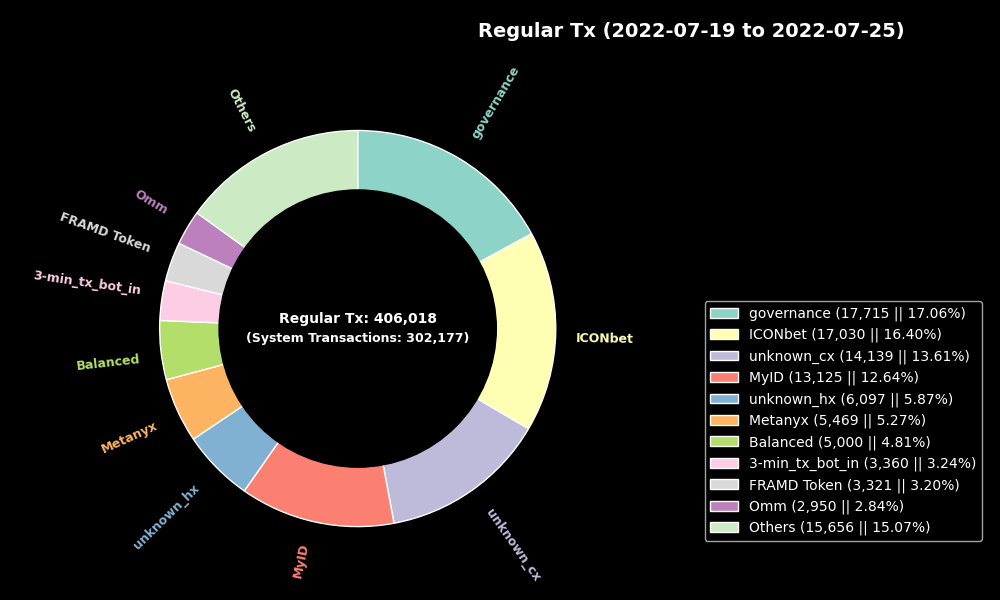 Regular Tx (2022-07-19 to 2022-07-25)
governance
Others
Omm
FRAMD Token
3-min_tx_bot_in
Balanced
Metanyx
unknown_hx
MyID
unknown_cx
ICONbet
Regular Tx: 406,018
(System Transactions: 302,177)
governance (17,715 || 17.06%)
ICONbet (17,030 || 16.40%)
unknown_cx (14,139 || 13.61%)
MyID (13,125 || 12.64%)
unknown_hx (6,097 || 5.87%)
Metanyx (5,469 || 5.27%)
Balanced (5,000 || 4.81%)
3-min_tx_bot_in (3,360 || 3.24%)
FRAMD Token (3,321 || 3.20%)
Omm (2,950 || 2.84%)
Others (15,656 || 15.07%)